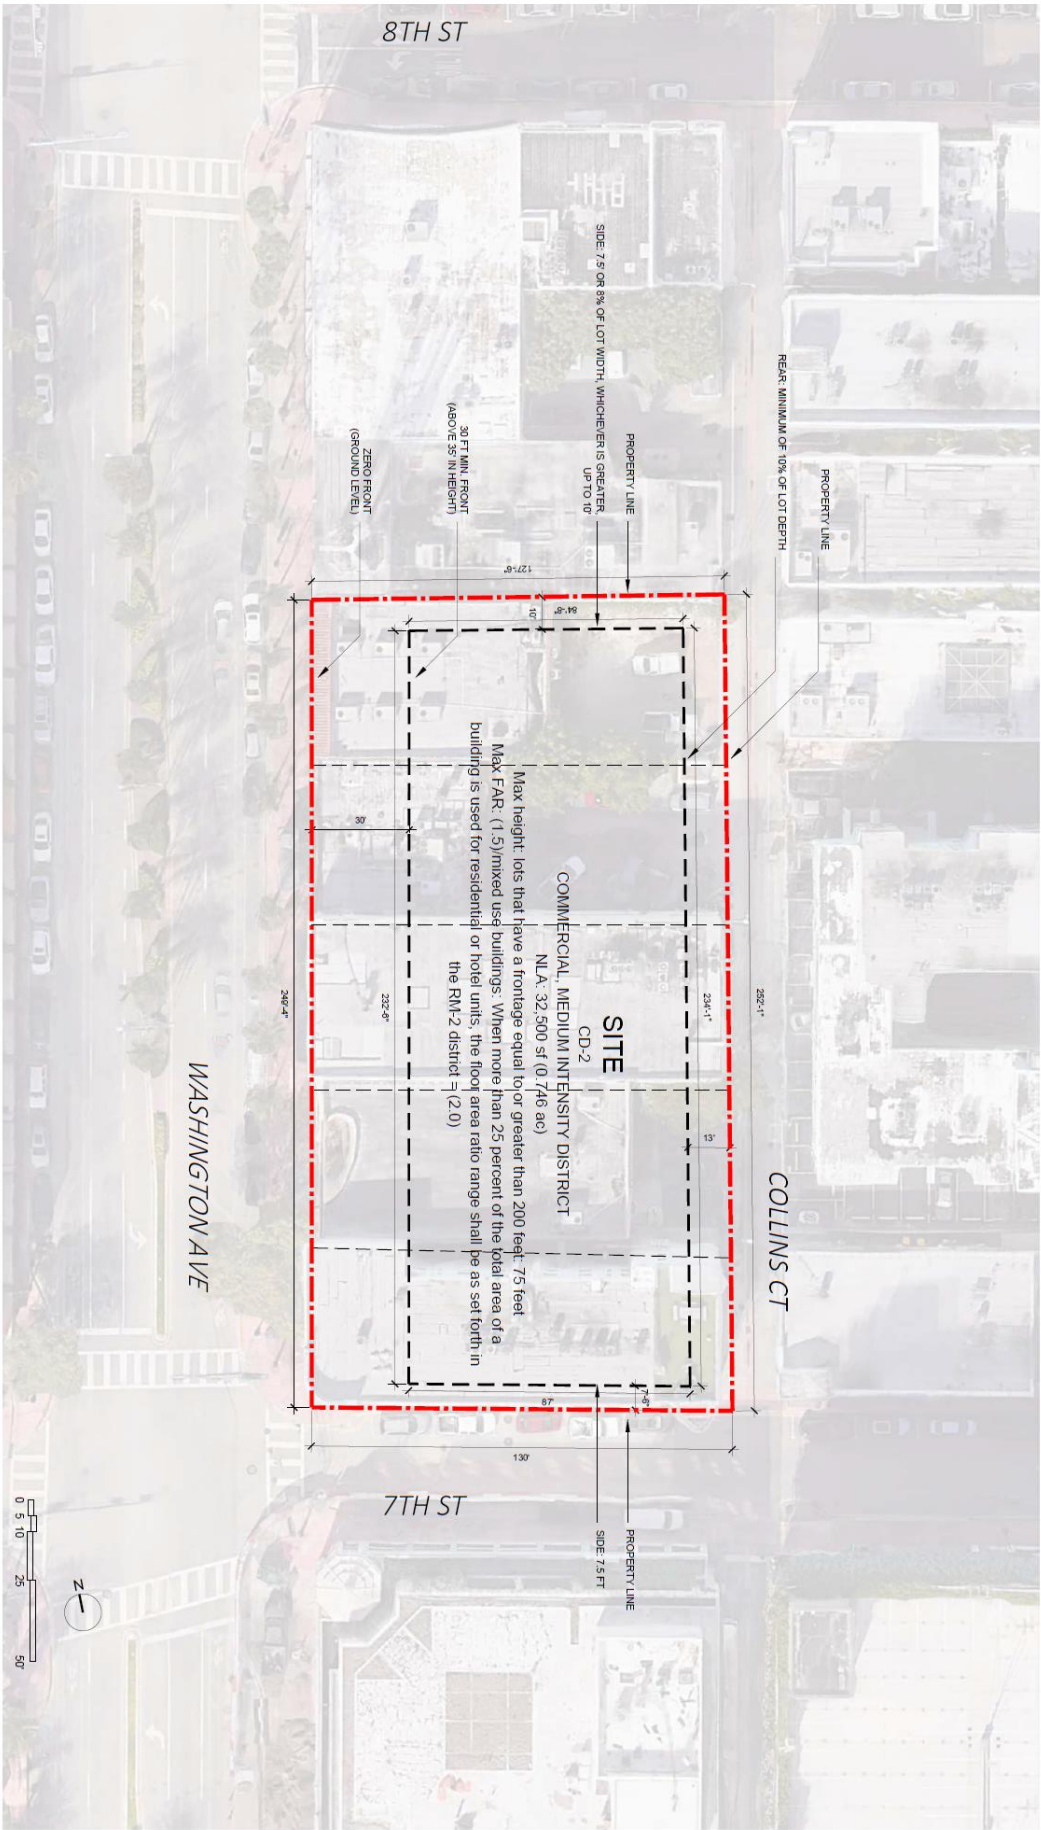 8TH ST
REAR: MINIMUM OF 10% OF LOT DEPTH
PROPERTY LINE
SIDE: 7.5' OR 8% OF LOT WIDTH, WHICHEVER IS GREATER,
UP TO 10'
PROPERTY LINE
30 FT MIN. FRONT
(ABOVE 35' IN HEIGHT)
ZERO FRONT
(GROUND LEVEL)
127'-6"
84'-6"
10'
30'
252'-1"
234'-1"
232'-6"
249'-4"
13'
SITE
CD-2
COMMERCIAL, MEDIUM INTENSITY DISTRICT
NLA: 32,500 sf (0.746 ac)
Max height: lots that have a frontage equal to or greater than 200 feet: 75 feet
Max FAR: (1.5)/mixed use buildings: When more than 25 percent of the total area of a
building is used for residential or hotel units, the floor area ratio range shall be as set forth in
the RM-2 district = (2.0)
COLLINS CT
WASHINGTON AVE
7'-6"
87'
130'
7TH ST
PROPERTY LINE
SIDE: 7.5 FT
N
0 5 10 25 50'